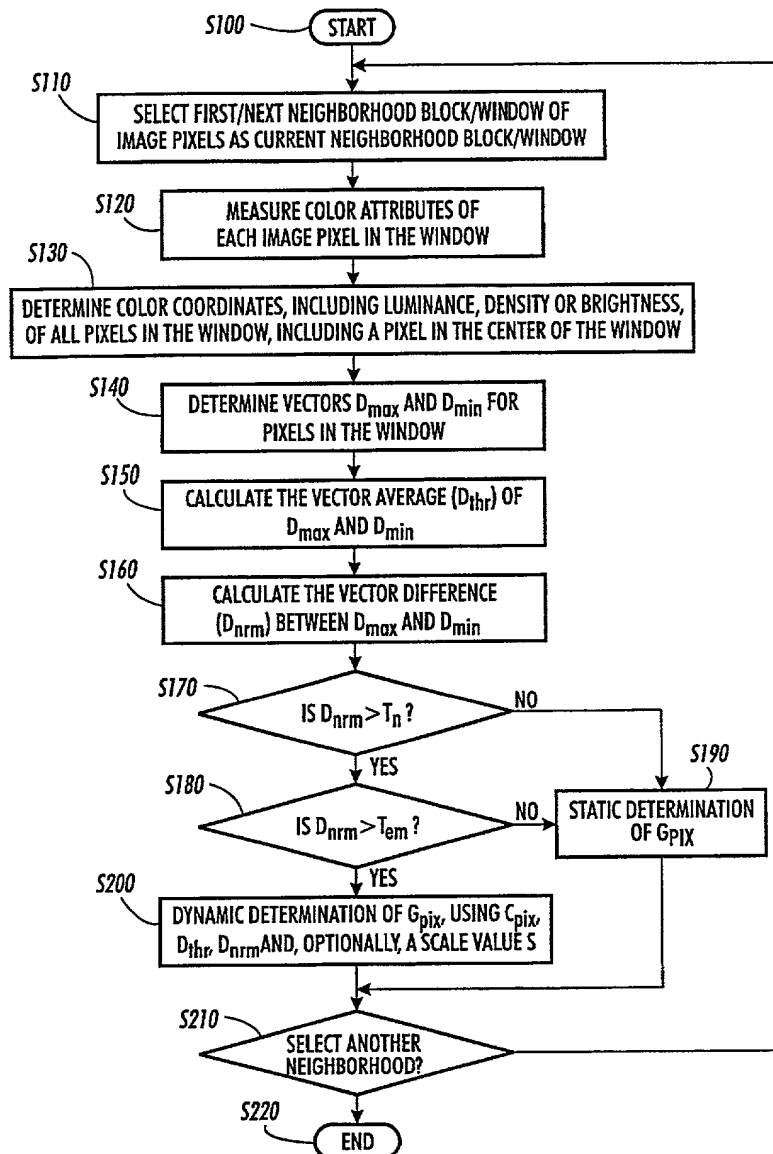 S100
START
S110
SELECT FIRST/NEXT NEIGHBORHOOD BLOCK/WINDOW OF
IMAGE PIXELS AS CURRENT NEIGHBORHOOD BLOCK/WINDOW
S120
MEASURE COLOR ATTRIBUTES OF
EACH IMAGE PIXEL IN THE WINDOW
S130
DETERMINE COLOR COORDINATES, INCLUDING LUMINANCE, DENSITY OR BRIGHTNESS,
OF ALL PIXELS IN THE WINDOW, INCLUDING A PIXEL IN THE CENTER OF THE WINDOW
S140
DETERMINE VECTORS Dmax AND Dmin FOR
PIXELS IN THE WINDOW
S150
CALCULATE THE VECTOR AVERAGE (Dthr) OF
Dmax AND Dmin
S160
CALCULATE THE VECTOR DIFFERENCE
(Dnrm) BETWEEN Dmax AND Dmin
S170
IS Dnrm>Tn?
NO
YES
S180
IS Dnrm>Tem?
NO
YES
S190
STATIC DETERMINATION
OF GPIX
S200
DYNAMIC DETERMINATION OF Gpix, USING Cpix,
Dthr, Dnrm AND, OPTIONALLY, A SCALE VALUE S
S210
SELECT ANOTHER
NEIGHBORHOOD?
S220
END